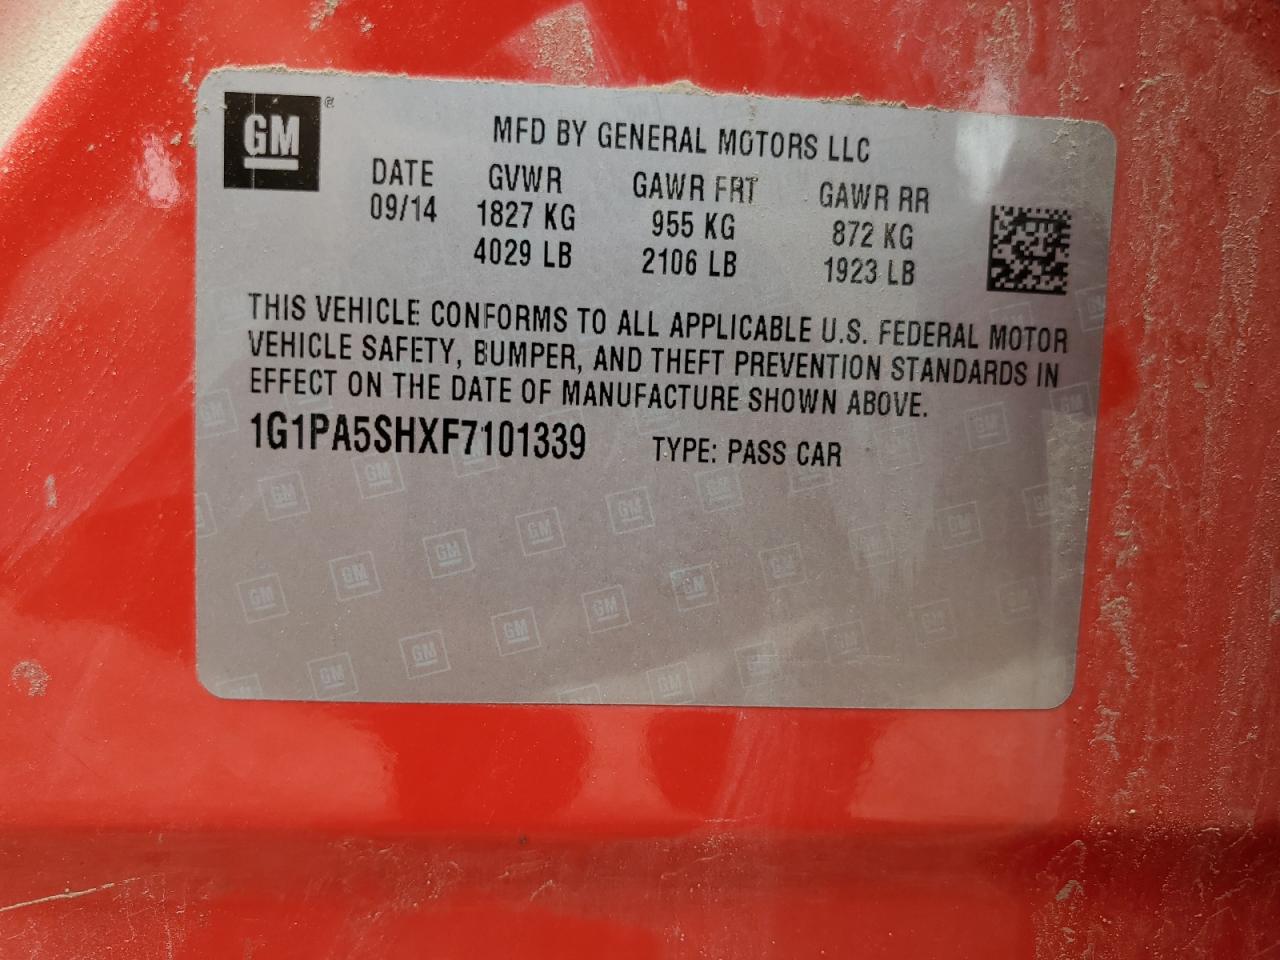 GM ®
MFD BY GENERAL MOTORS LLC
DATE GVWR GAWR FRT GAWR RR
09/14 1827 KG 955 KG 872 KG
4029 LB 2106 LB 1923 LB
THIS VEHICLE CONFORMS TO ALL APPLICABLE U.S. FEDERAL MOTOR
VEHICLE SAFETY, BUMPER, AND THEFT PREVENTION STANDARDS IN
EFFECT ON THE DATE OF MANUFACTURE SHOWN ABOVE.
1G1PA5SHXF7101339 TYPE: PASS CAR